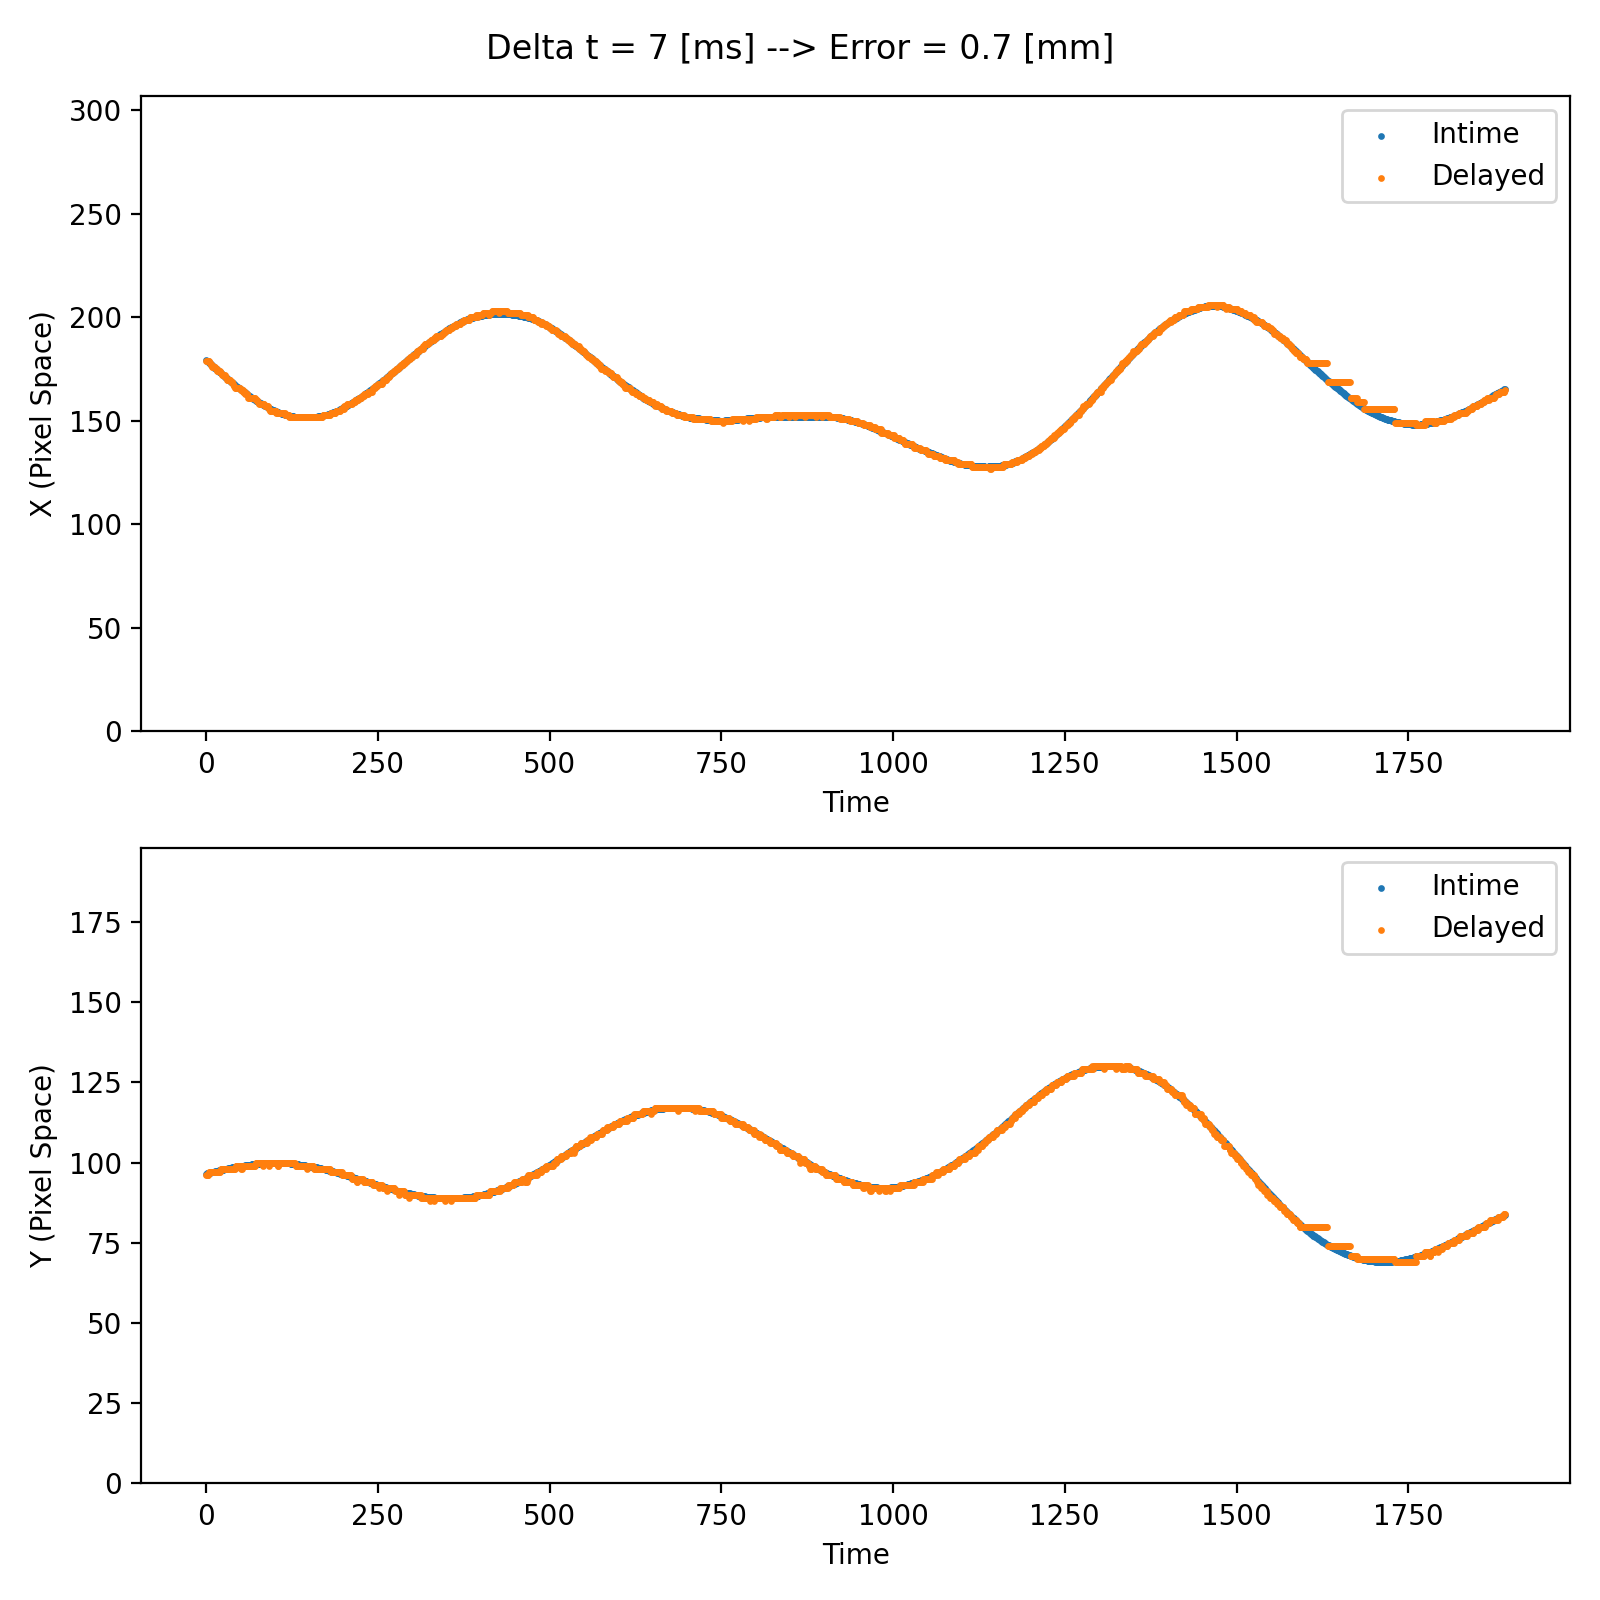 Delta t = 7 [ms] --> Error = 0.7 [mm]
300
250
200
150
100
50
0
X (Pixel Space)
Intime
Delayed
0 250 500 750 1000 1250 1500 1750
Time
175
150
125
100
75
50
25
0
Y (Pixel Space)
Intime
Delayed
0 250 500 750 1000 1250 1500 1750
Time